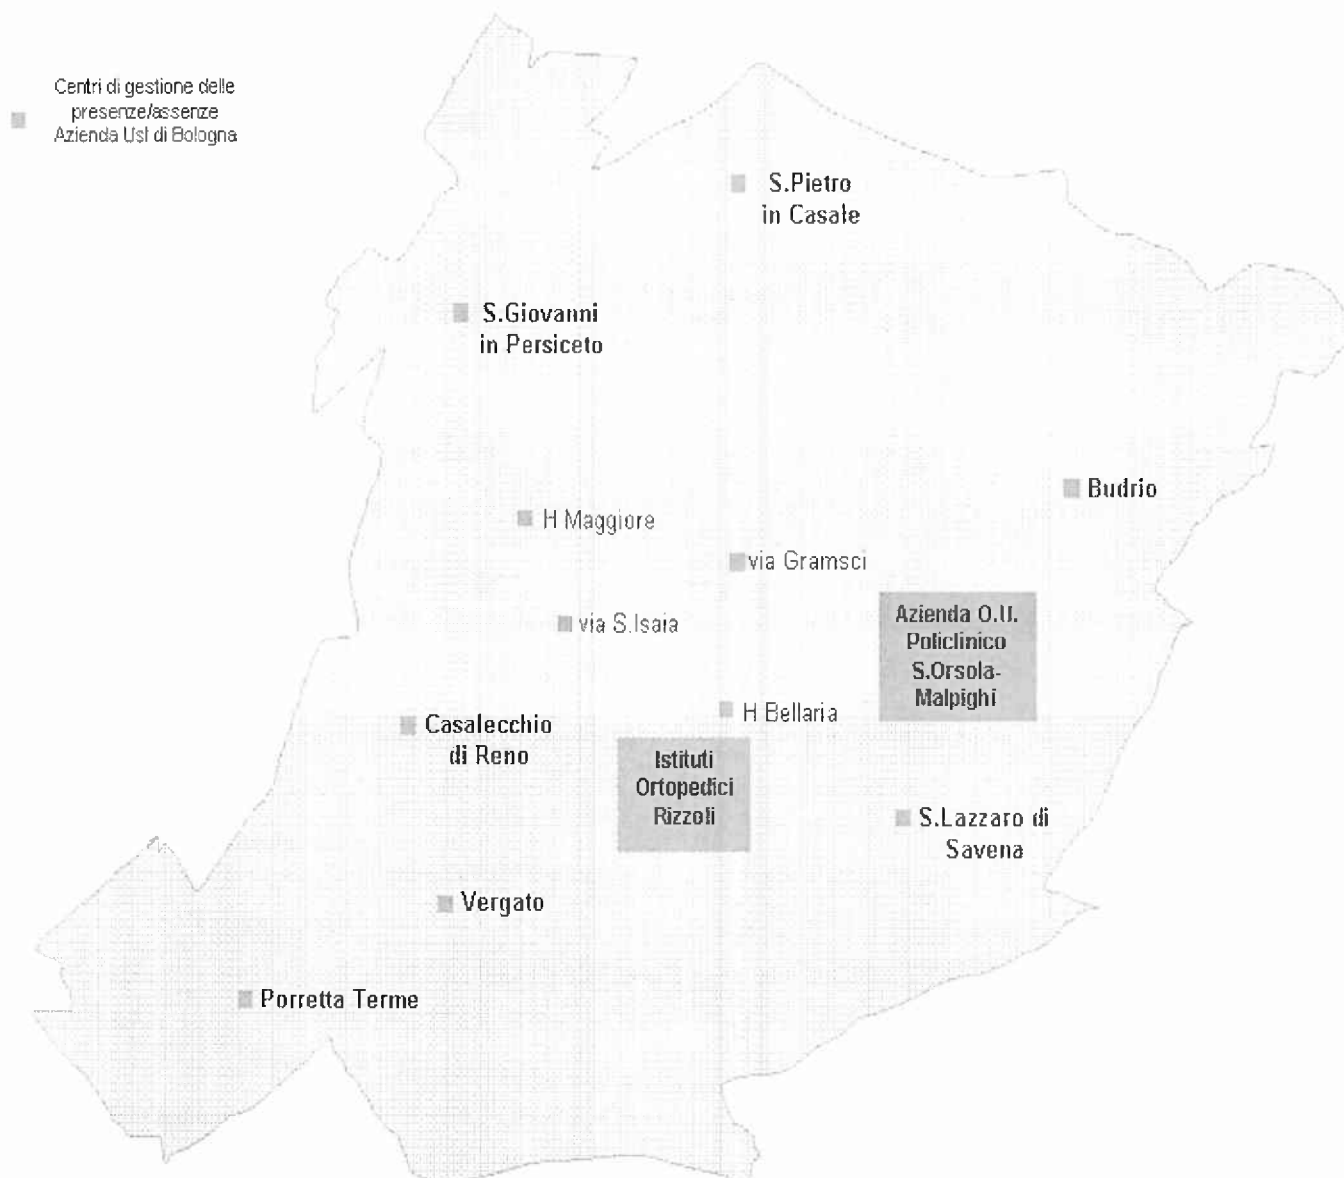 Centri di gestione delle
presenze/assenze
Azienda Usl di Bologna
S.Pietro
in Casale
S.Giovanni
in Persiceto
Budrio
H Maggiore
via Gramsci
Azienda O.U.
Policlinico
S.Orsola-
Malpighi
via S.Isaia
H Bellaria
Casalecchio
di Reno
Istituti
Ortopedici
Rizzoli
S.Lazzaro di
Savena
Vergato
Porretta Terme